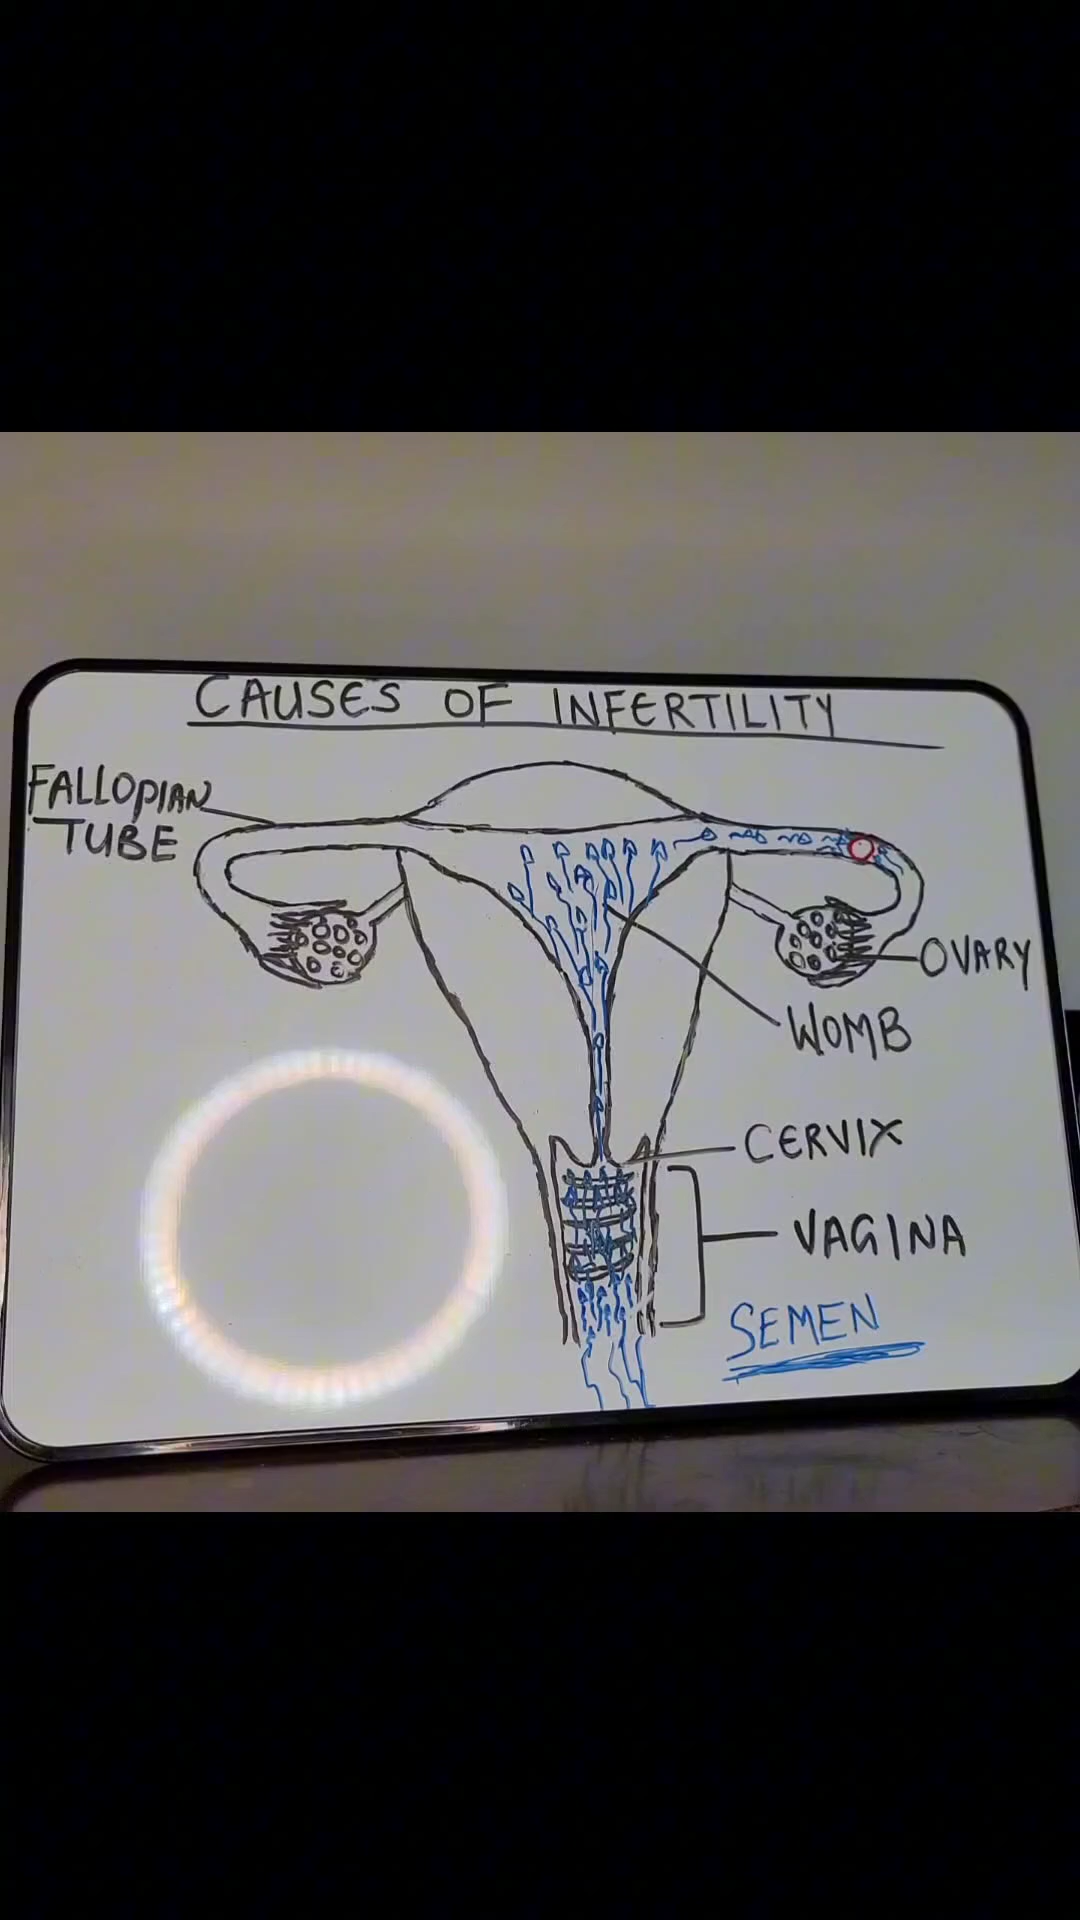 CAUSES OF INFERTILITY
FALLOPIAN
TUBE
OVARY
WOMB
CERVIX
VAGINA
SEMEN